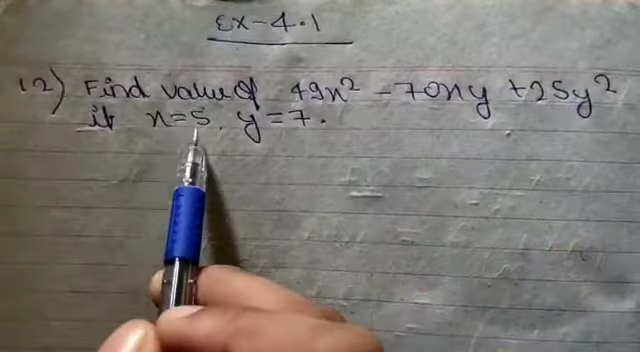 Ex-4.1
12) Find value of 49x² - 70xy + 25y²
if x=5, y=7.